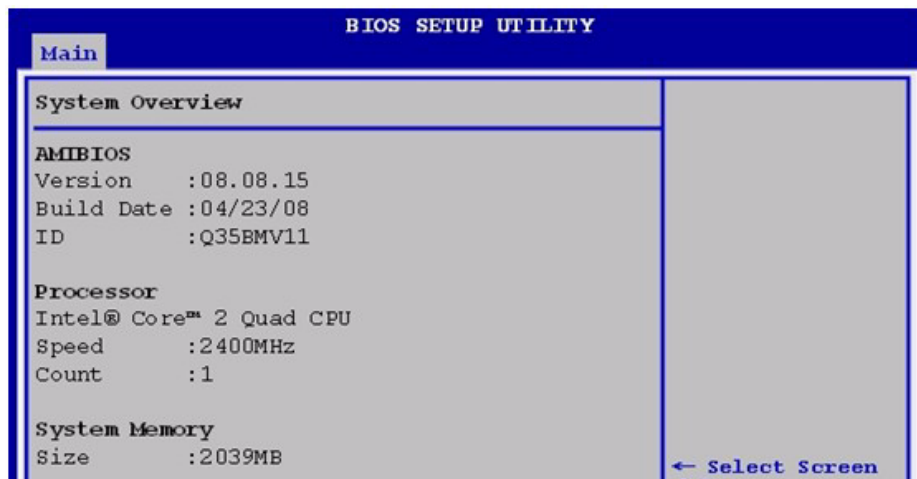 BIOS SETUP UTILITY
Main
System Overview
AMIBIOS
Version :08.08.15
Build Date :04/23/08
ID :Q35BMV11
Processor
Intel® Core™ 2 Quad CPU
Speed :2400MHz
Count :1
System Memory
Size :2039MB
← Select Screen